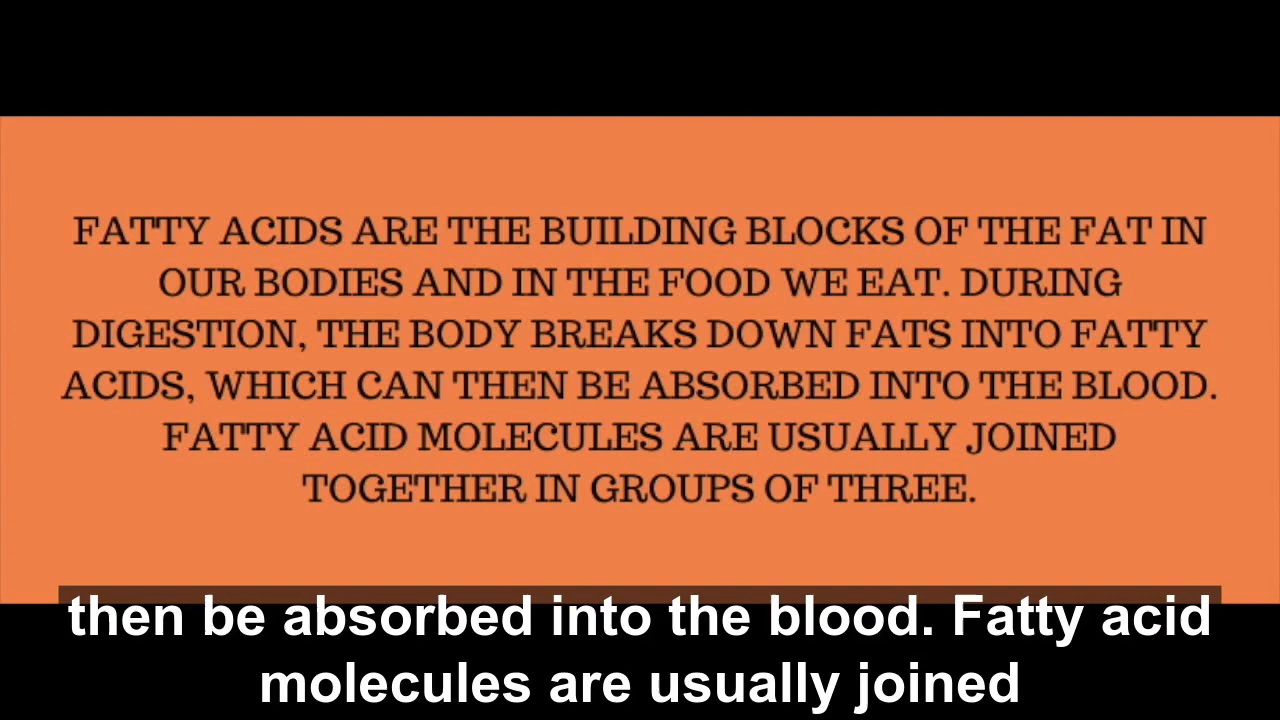 FATTY ACIDS ARE THE BUILDING BLOCKS OF THE FAT IN
OUR BODIES AND IN THE FOOD WE EAT. DURING
DIGESTION, THE BODY BREAKS DOWN FATS INTO FATTY
ACIDS, WHICH CAN THEN BE ABSORBED INTO THE BLOOD.
FATTY ACID MOLECULES ARE USUALLY JOINED
TOGETHER IN GROUPS OF THREE.
then be absorbed into the blood. Fatty acid
molecules are usually joined